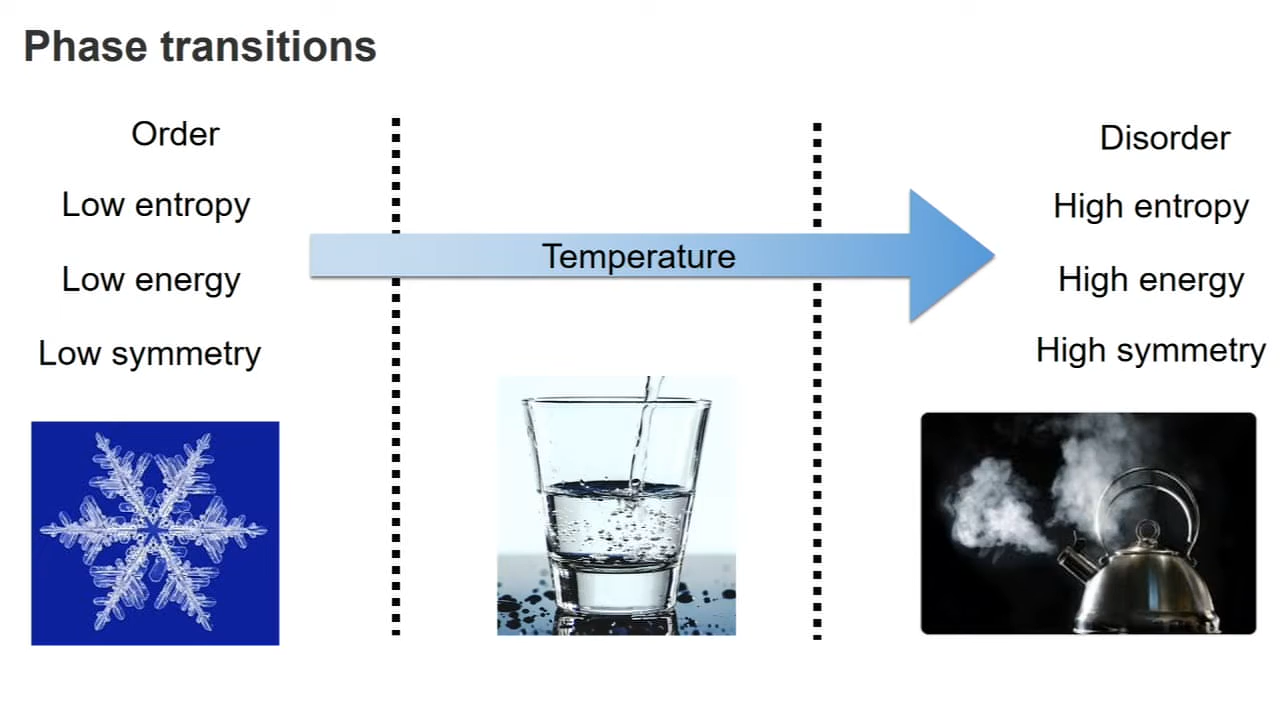 Phase transitions
Order
Low entropy
Low energy
Low symmetry
Temperature
Disorder
High entropy
High energy
High symmetry